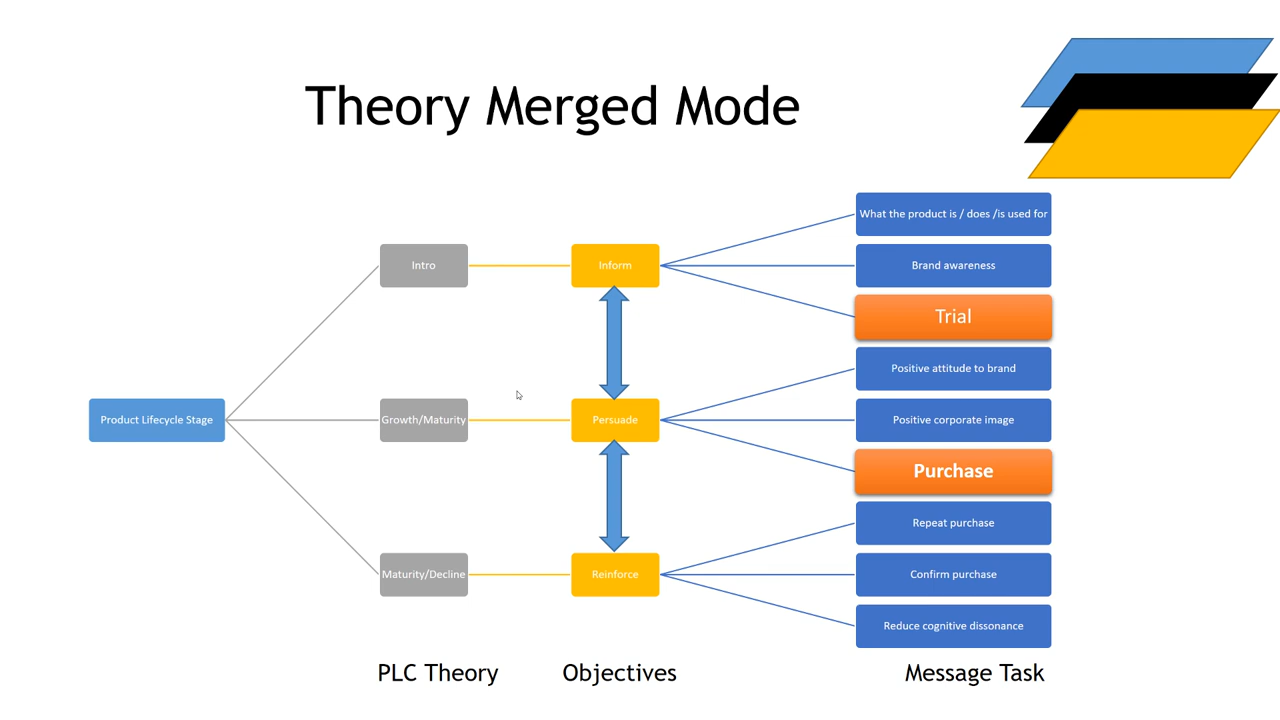 Theory Merged Mode
Product Lifecycle Stage
Intro
Inform
What the product is / does /is used for
Brand awareness
Trial
Growth/Maturity
Persuade
Positive attitude to brand
Positive corporate image
Purchase
Maturity/Decline
Reinforce
Repeat purchase
Confirm purchase
Reduce cognitive dissonance
PLC Theory
Objectives
Message Task